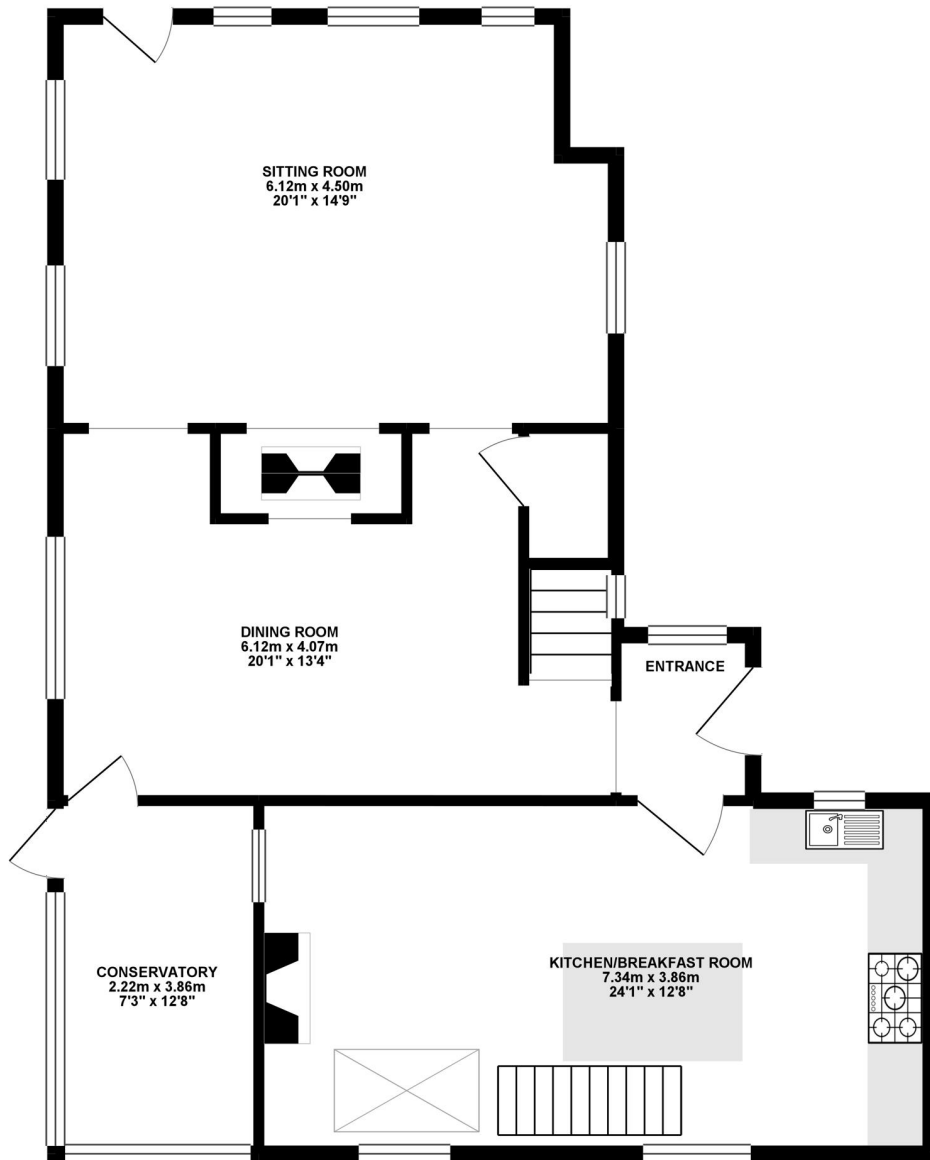 SITTING ROOM
6.12m x 4.50m
20'1" x 14'9"
DINING ROOM
6.12m x 4.07m
20'1" x 13'4"
ENTRANCE
CONSERVATORY
2.22m x 3.86m
7'3" x 12'8"
KITCHEN/BREAKFAST ROOM
7.34m x 3.86m
24'1" x 12'8"